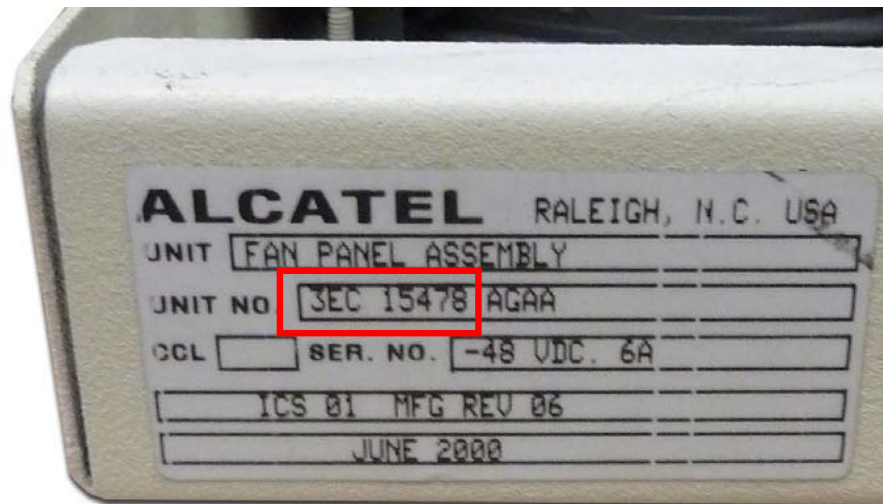 ALCATEL RALEIGH, N.C. USA
UNIT FAN PANEL ASSEMBLY
UNIT NO. 3EC 15478 AGAA
CCL SER. NO. -48 VDC. 6A
ICS 01 MFG REV 06
JUNE 2000